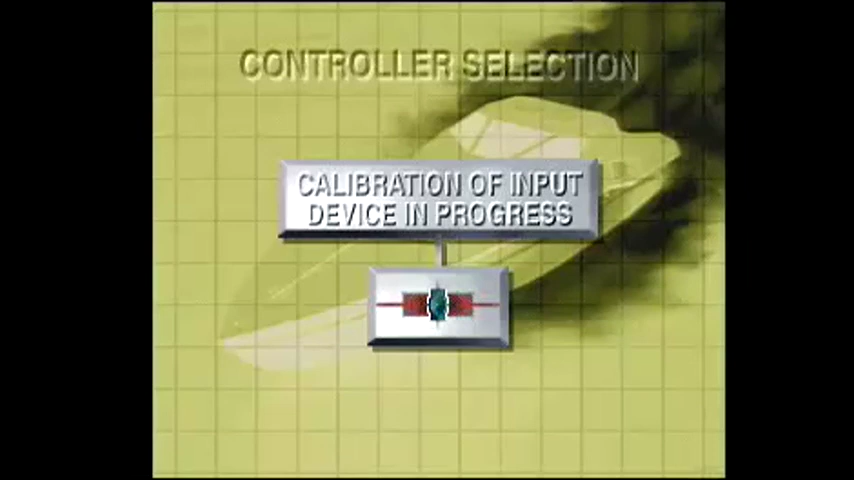 CONTROLLER SELECTION
CALIBRATION OF INPUT
DEVICE IN PROGRESS